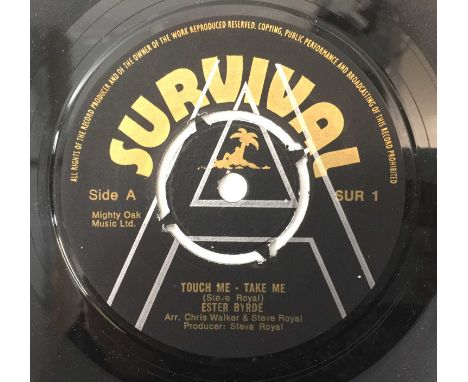 ALL RIGHTS OF THE RECORD PRODUCER AND OF THE OWNER OF THE WORK REPRODUCED RESERVED. COPYING, PUBLIC PERFORMANCE AND BROADCASTING OF THIS RECORD PROHIBITED
SURVIVAL
Side A
SUR 1
Mighty Oak
Music Ltd.
TOUCH ME - TAKE ME
(Steve Royal)
ESTER BYRDE
Arr. Chris Walker & Steve Royal
Producer: Steve Royal